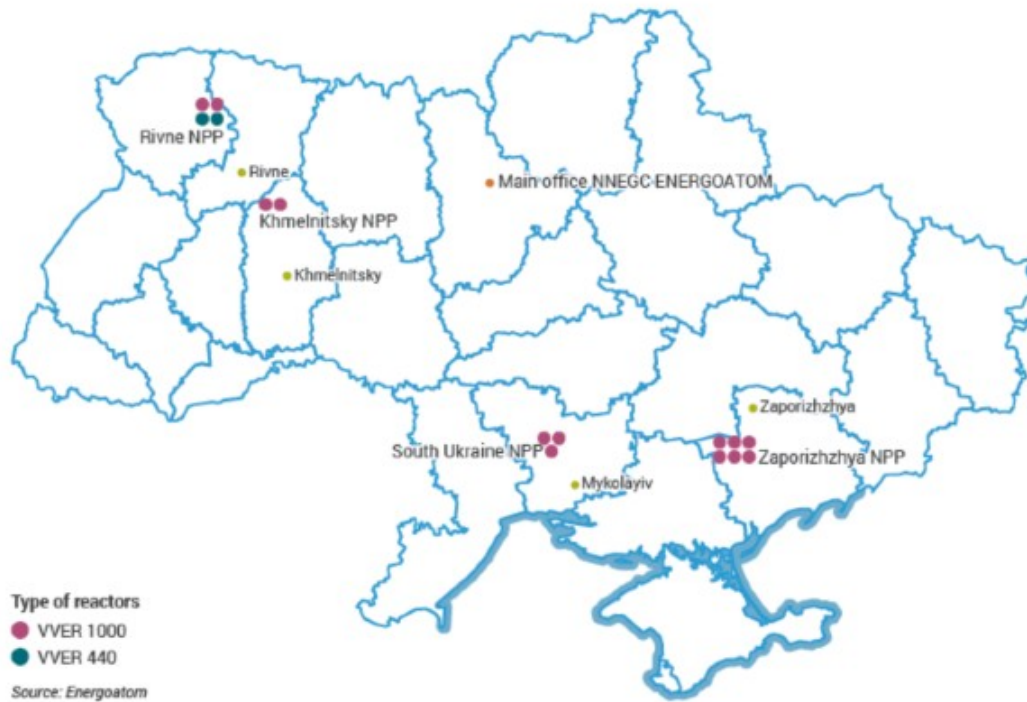 Rivne NPP
Rivne
Main office NNEGC ENERGOATOM
Khmelnitsky NPP
Khmelnitsky
Zaporizhzhya
South Ukraine NPP
Zaporizhzhya NPP
Mykolayiv
Type of reactors
VVER 1000
VVER 440
Source: Energoatom